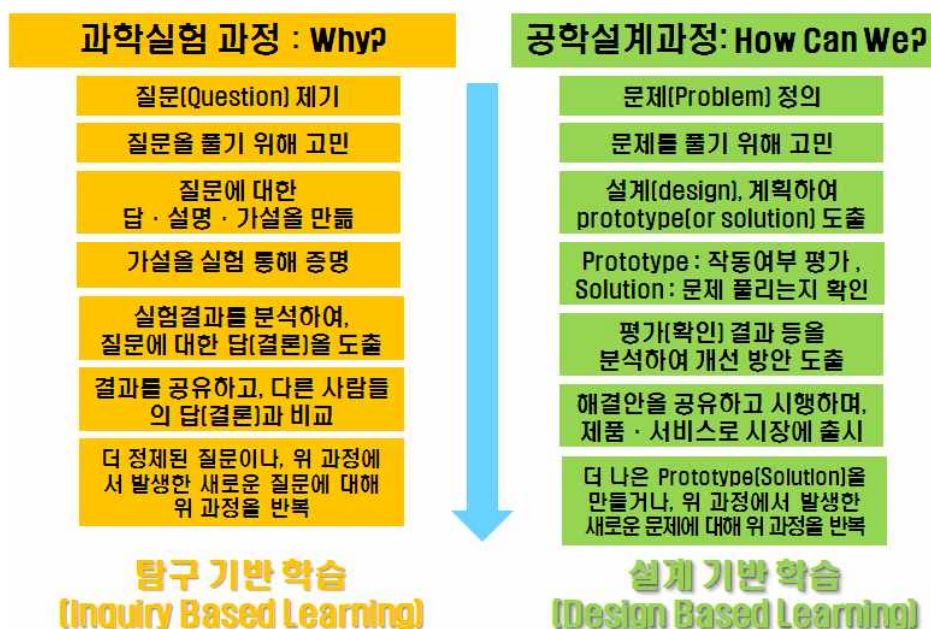 과학실험 과정 : Why?
질문(Question) 제기
질문을 풀기 위해 고민
질문에 대한
답 · 설명 · 가설을 만듦
가설을 실험 통해 증명
실험결과를 분석하여,
질문에 대한 답(결론)을 도출
결과를 공유하고, 다른 사람들
의 답(결론)과 비교
더 정제된 질문이나, 위 과정에
서 발생한 새로운 질문에 대해
위 과정을 반복
탐구 기반 학습
(Inquiry Based Learning)
공학설계과정: How Can We?
문제(Problem) 정의
문제를 풀기 위해 고민
설계(design), 계획하여
prototype(or solution) 도출
Prototype : 작동여부 평가 ,
Solution : 문제 풀리는지 확인
평가(확인) 결과 등을
분석하여 개선 방안 도출
해결안을 공유하고 시행하며,
제품 · 서비스로 시장에 출시
더 나은 Prototype(Solution)을
만들거나, 위 과정에서 발생한
새로운 문제에 대해 위 과정을 반복
설계 기반 학습
(Design Based Learning)